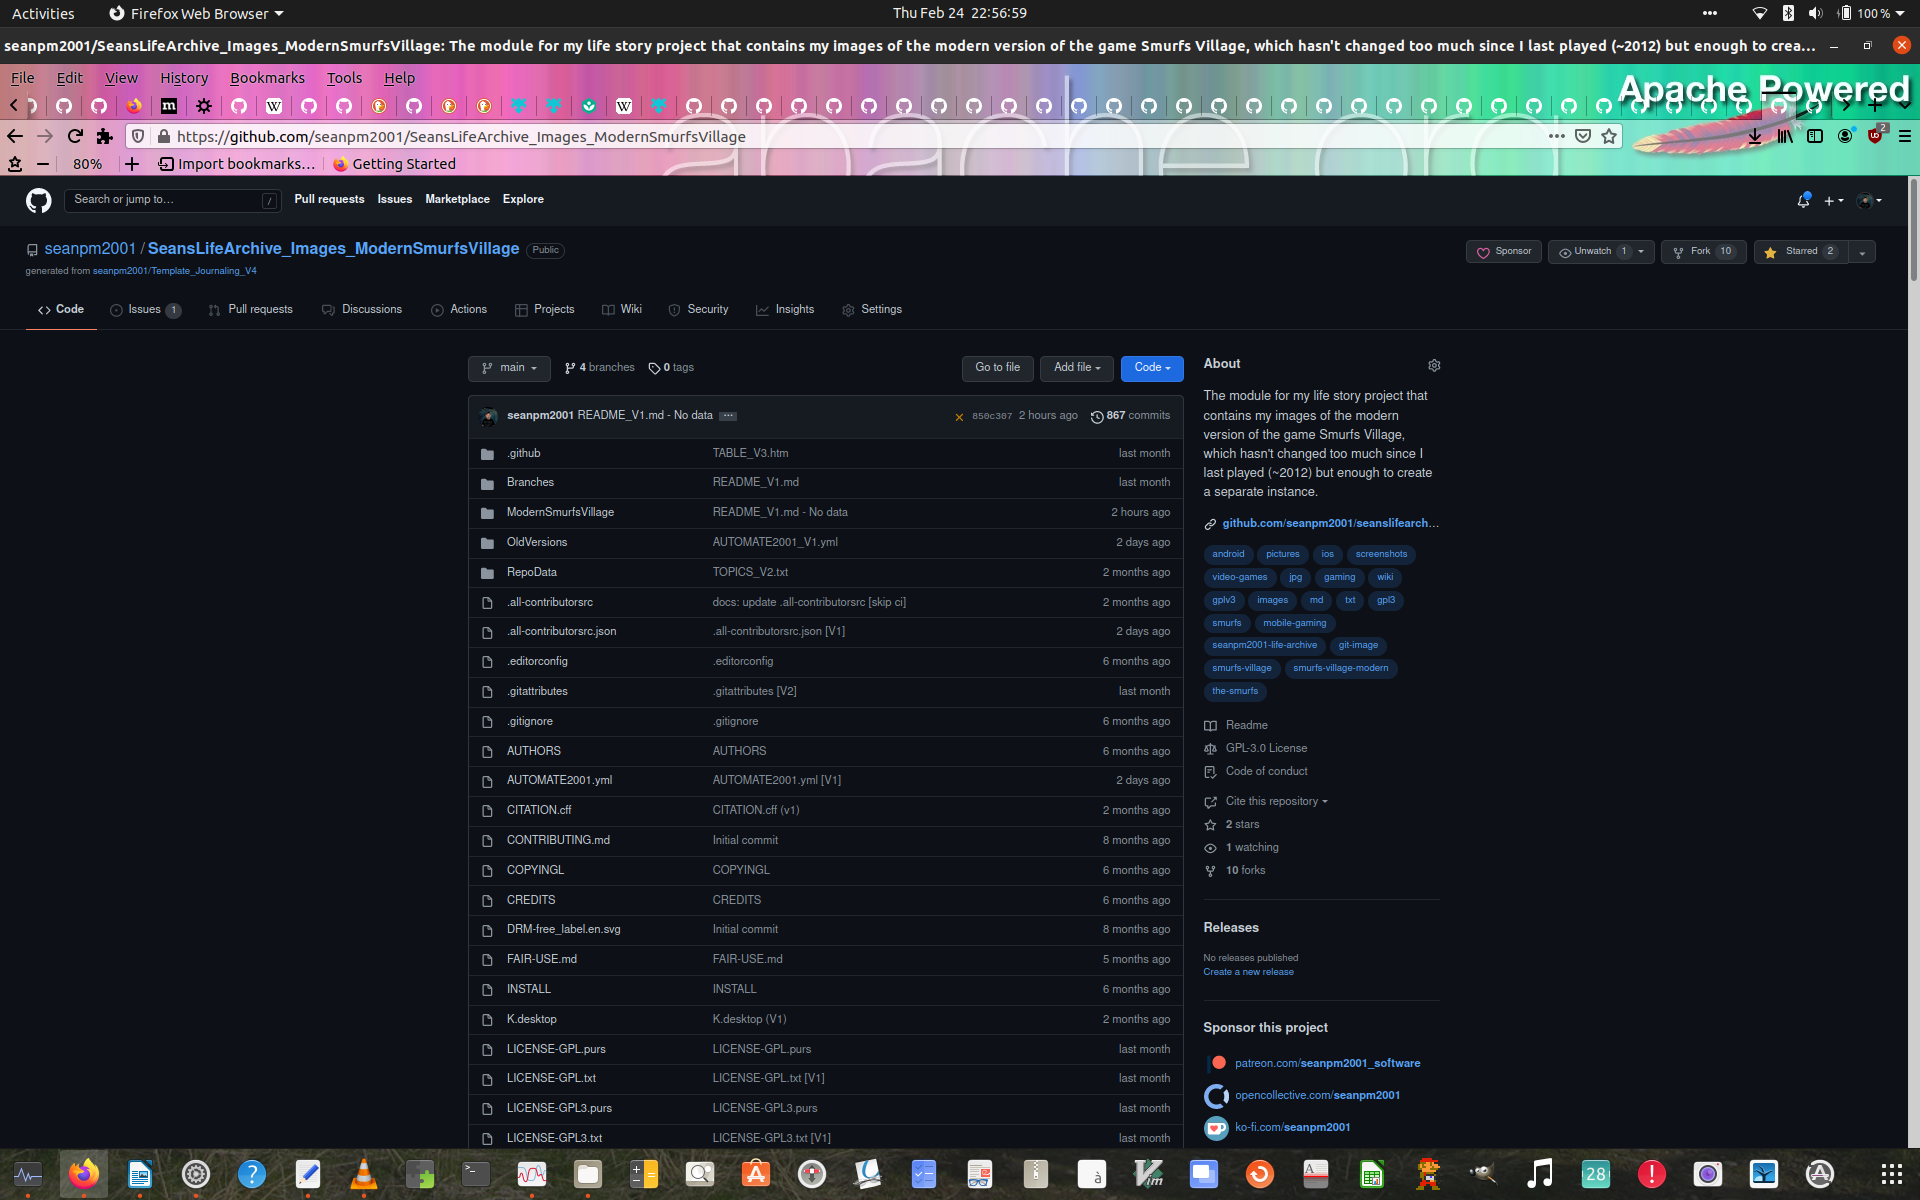 Activities Firefox Web Browser Thu Feb 24 22:56:59 100 %
seanpm2001/SeansLifeArchive_Images_ModernSmurfsVillage: The module for my life story project that contains my images of the modern version of the game Smurfs Village, which hasn't changed too much since I last played (~2012) but enough to crea…
File Edit View History Bookmarks Tools Help
Apache Powered
https://github.com/seanpm2001/SeansLifeArchive_Images_ModernSmurfsVillage 2
80% Import bookmarks… Getting Started
Search or jump to… / Pull requests Issues Marketplace Explore
seanpm2001 / SeansLifeArchive_Images_ModernSmurfsVillage Public
Sponsor Unwatch 1 Fork 10 Starred 2
generated from seanpm2001/Template_Journaling_V4
Code Issues 1 Pull requests Discussions Actions Projects Wiki Security Insights Settings
main 4 branches 0 tags Go to file Add file Code
seanpm2001 README_V1.md - No data 850c307 2 hours ago 867 commits
.github TABLE_V3.htm last month
Branches README_V1.md last month
ModernSmurfsVillage README_V1.md - No data 2 hours ago
OldVersions AUTOMATE2001_V1.yml 2 days ago
RepoData TOPICS_V2.txt 2 months ago
.all-contributorsrc docs: update .all-contributorsrc [skip ci] 2 months ago
.all-contributorsrc.json .all-contributorsrc.json [V1] 2 days ago
.editorconfig .editorconfig 6 months ago
.gitattributes .gitattributes [V2] last month
.gitignore .gitignore 6 months ago
AUTHORS AUTHORS 6 months ago
AUTOMATE2001.yml AUTOMATE2001.yml [V1] 2 days ago
CITATION.cff CITATION.cff (v1) 2 months ago
CONTRIBUTING.md Initial commit 8 months ago
COPYINGL COPYINGL 6 months ago
CREDITS CREDITS 6 months ago
DRM-free_label.en.svg Initial commit 8 months ago
FAIR-USE.md FAIR-USE.md 5 months ago
INSTALL INSTALL 6 months ago
K.desktop K.desktop (V1) 2 months ago
LICENSE-GPL.purs LICENSE-GPL.purs last month
LICENSE-GPL.txt LICENSE-GPL.txt [V1] last month
LICENSE-GPL3.purs LICENSE-GPL3.purs last month
LICENSE-GPL3.txt LICENSE-GPL3.txt [V1] last month
About
The module for my life story project that
contains my images of the modern
version of the game Smurfs Village,
which hasn't changed too much since I
last played (~2012) but enough to create
a separate instance.
github.com/seanpm2001/seanslifearch…
android pictures ios screenshots
video-games jpg gaming wiki
gplv3 images md txt gpl3
smurfs mobile-gaming
seanpm2001-life-archive git-image
smurfs-village smurfs-village-modern
the-smurfs
Readme
GPL-3.0 License
Code of conduct
Cite this repository
2 stars
1 watching
10 forks
Releases
No releases published
Create a new release
Sponsor this project
patreon.com/seanpm2001_software
opencollective.com/seanpm2001
ko-fi.com/seanpm2001
28